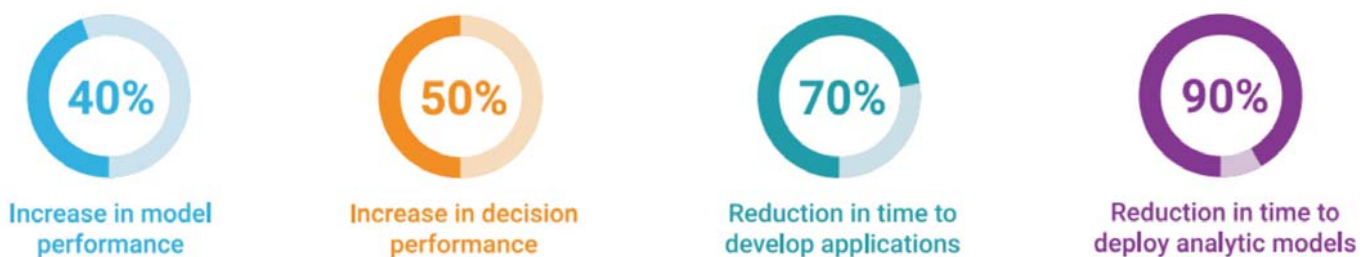 40%
Increase in model
performance
50%
Increase in decision
performance
70%
Reduction in time to
develop applications
90%
Reduction in time to
deploy analytic models